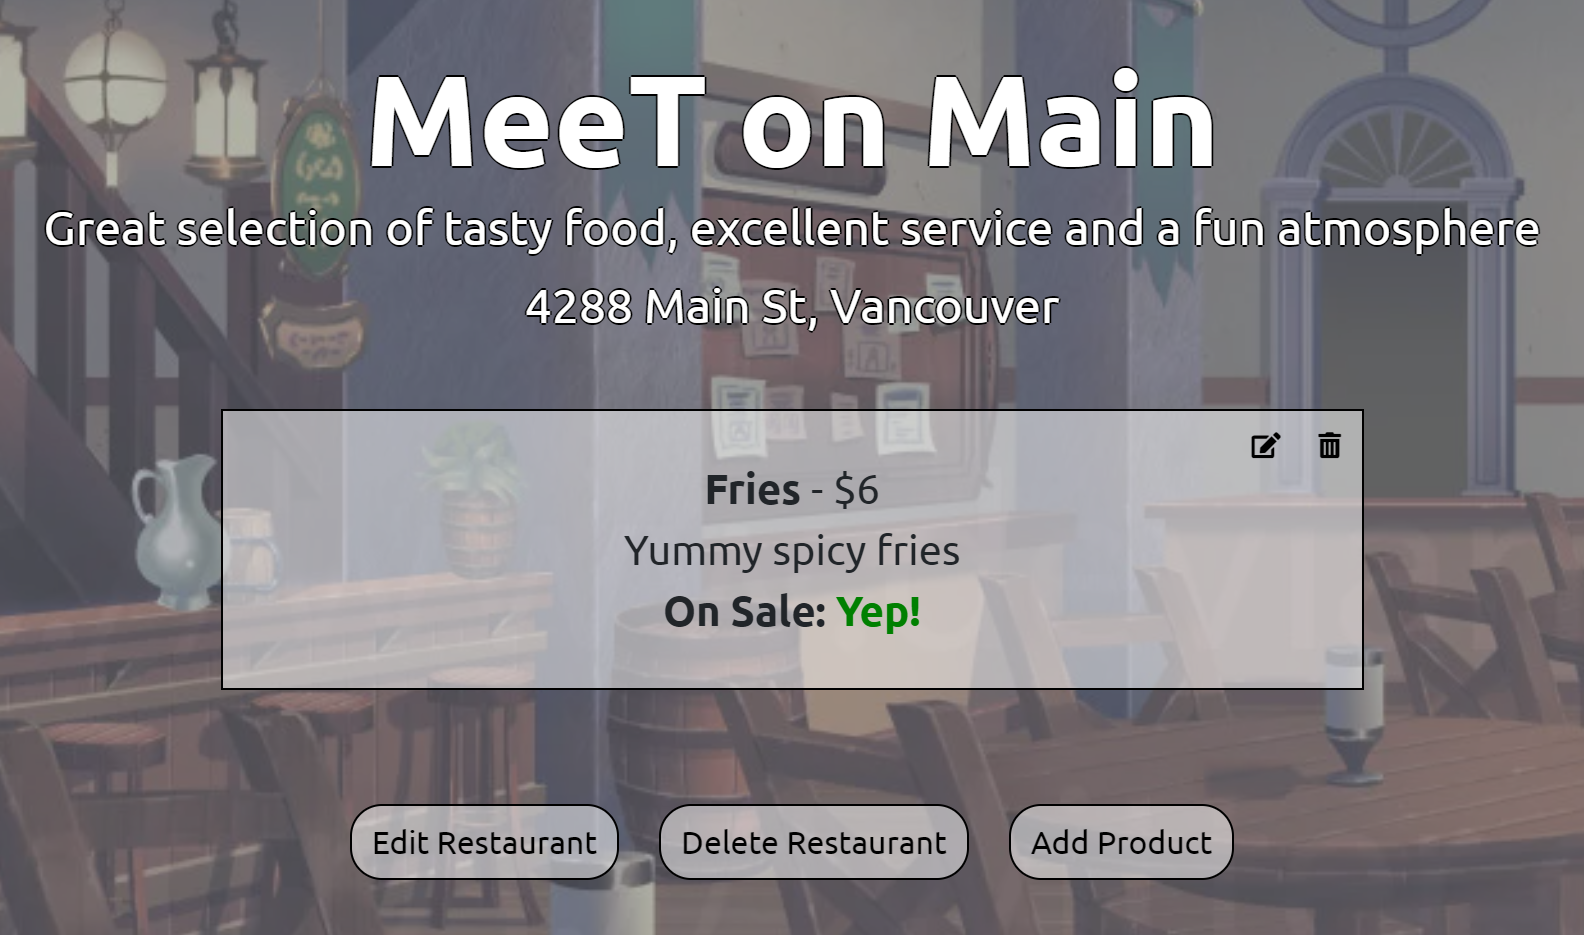 MeeT on Main
Great selection of tasty food, excellent service and a fun atmosphere
4288 Main St, Vancouver
Fries - $6
Yummy spicy fries
On Sale: Yep!
Edit Restaurant
Delete Restaurant
Add Product